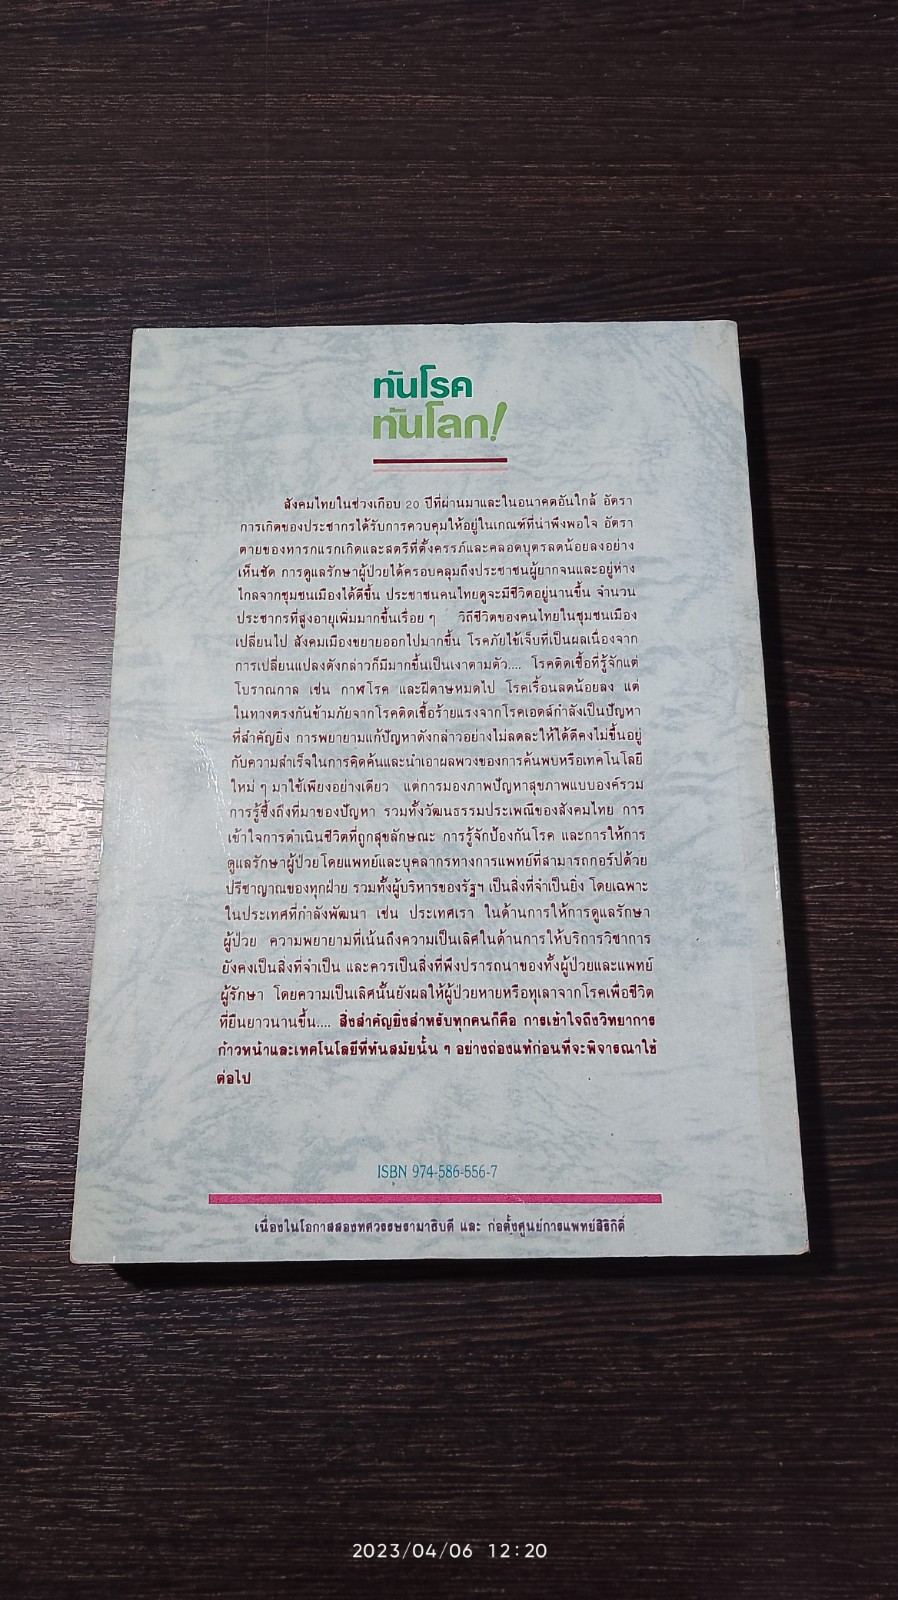 ทันโรค
ทันโลก!
สังคมไทยในช่วงเกือบ 20 ปีที่ผ่านมาและในอนาคตอันใกล้ อัตรา
การเกิดของประชากรได้รับการควบคุมให้อยู่ในเกณฑ์ที่น่าพึงพอใจ อัตรา
ตายของทารกแรกเกิดและสตรีที่ตั้งครรภ์และคลอดบุตรลดน้อยลงอย่าง
เห็นชัด การดูแลรักษาผู้ป่วยได้ครอบคลุมถึงประชาชนผู้ยากจนและอยู่ห่าง
ไกลจากชุมชนเมืองได้ดีขึ้น ประชาชนคนไทยดูจะมีชีวิตอยู่นานขึ้น จำนวน
ประชากรที่สูงอายุเพิ่มมากขึ้นเรื่อย ๆ วิถีชีวิตของคนไทยในชุมชนเมือง
เปลี่ยนไป สังคมเมืองขยายออกไปมากขึ้น โรคภัยไข้เจ็บที่เป็นผลเนื่องจาก
การเปลี่ยนแปลงดังกล่าวก็มีมากขึ้นเป็นเงาตามตัว.... โรคติดเชื้อที่รู้จักแต่
โบราณกาล เช่น กาฬโรค และฝีดาษหมดไป โรคเรื้อนลดน้อยลง แต่
ในทางตรงกันข้ามภัยจากโรคติดเชื้อร้ายแรงจากโรคเอดส์กำลังเป็นปัญหา
ที่สำคัญยิ่ง การพยายามแก้ปัญหาดังกล่าวอย่างไม่ลดละให้ได้ดีคงไม่ขึ้นอยู่
กับความสำเร็จในการคิดค้นและนำเอาผลพวงของการค้นพบหรือเทคโนโลยี
ใหม่ ๆ มาใช้เพียงอย่างเดียว แต่การมองภาพปัญหาสุขภาพแบบองค์รวม
การรู้ซึ้งถึงที่มาของปัญหา รวมทั้งวัฒนธรรมประเพณีของสังคมไทย การ
เข้าใจการดำเนินชีวิตที่ถูกสุขลักษณะ การรู้จักป้องกันโรค และการให้การ
ดูแลรักษาผู้ป่วยโดยแพทย์และบุคลากรทางการแพทย์ที่สามารถกอร์ปด้วย
ปรีชาญาณของทุกฝ่าย รวมทั้งผู้บริหารของรัฐฯ เป็นสิ่งที่จำเป็นยิ่ง โดยเฉพาะ
ในประเทศที่กำลังพัฒนา เช่น ประเทศเรา ในด้านการให้การดูแลรักษา
ผู้ป่วย ความพยายามที่เน้นถึงความเป็นเลิศในด้านการให้บริการวิชาการ
ยังคงเป็นสิ่งที่จำเป็น และควรเป็นสิ่งที่พึงปรารถนาของทั้งผู้ป่วยและแพทย์
ผู้รักษา โดยความเป็นเลิศนั้นยังผลให้ผู้ป่วยหายหรือทุเลาจากโรคเพื่อชีวิต
ที่ยืนยาวนานขึ้น.... สิ่งสำคัญยิ่งสำหรับทุกคนก็คือ การเข้าใจถึงวิทยาการ
ก้าวหน้าและเทคโนโลยีที่ทันสมัยนั้น ๆ อย่างถ่องแท้ก่อนที่จะพิจารณาใช้
ต่อไป
ISBN 974-586-556-7
เนื่องในโอกาสสองทศวรรษรามาธิบดี และ ก่อตั้งศูนย์การแพทย์สิริกิติ์
2023/04/06 12:20